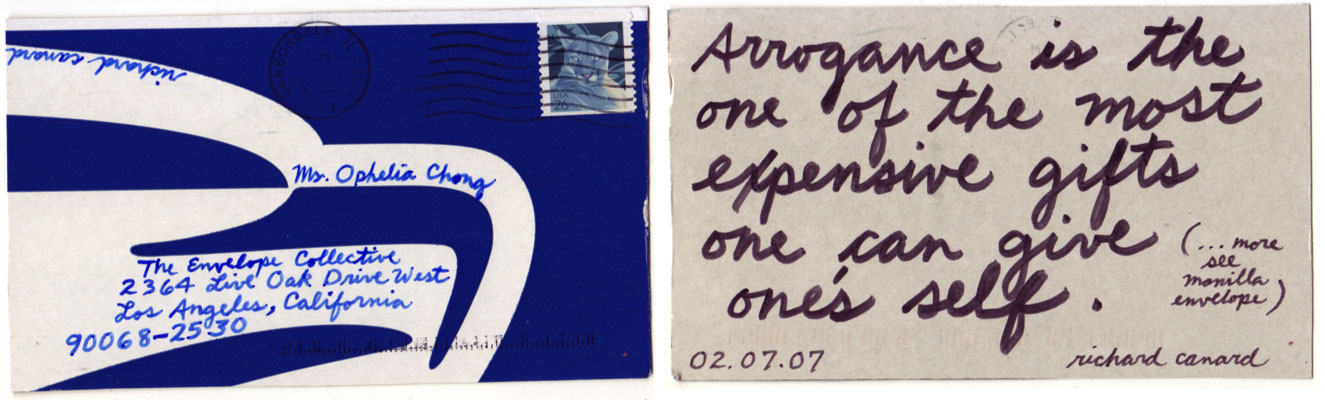 richard canard
CARBONDALE, IL
USA
26
Ms. Ophelia Chong
The Envelope Collective
2364 Live Oak Drive West
Los Angeles, California
90068-2530
Arrogance is the
one of the most
expensive gifts
one can give
one's self.
(... more
see
manilla
envelope)
02.07.07
richard canard